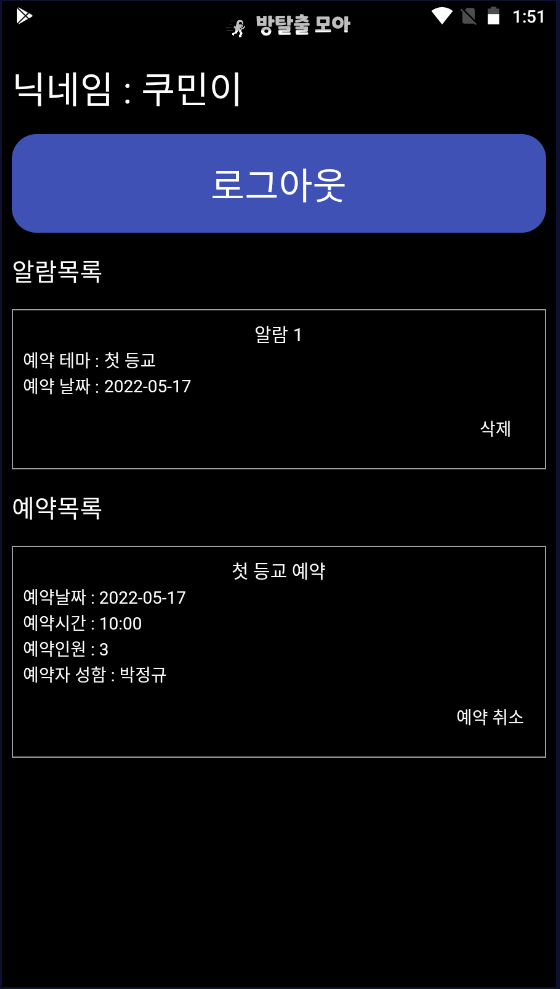 방탈출 모아
1:51
닉네임 : 쿠민이
로그아웃
알람목록
알람 1
예약 테마 : 첫 등교
예약 날짜 : 2022-05-17
삭제
예약목록
첫 등교 예약
예약날짜 : 2022-05-17
예약시간 : 10:00
예약인원 : 3
예약자 성함 : 박정규
예약 취소